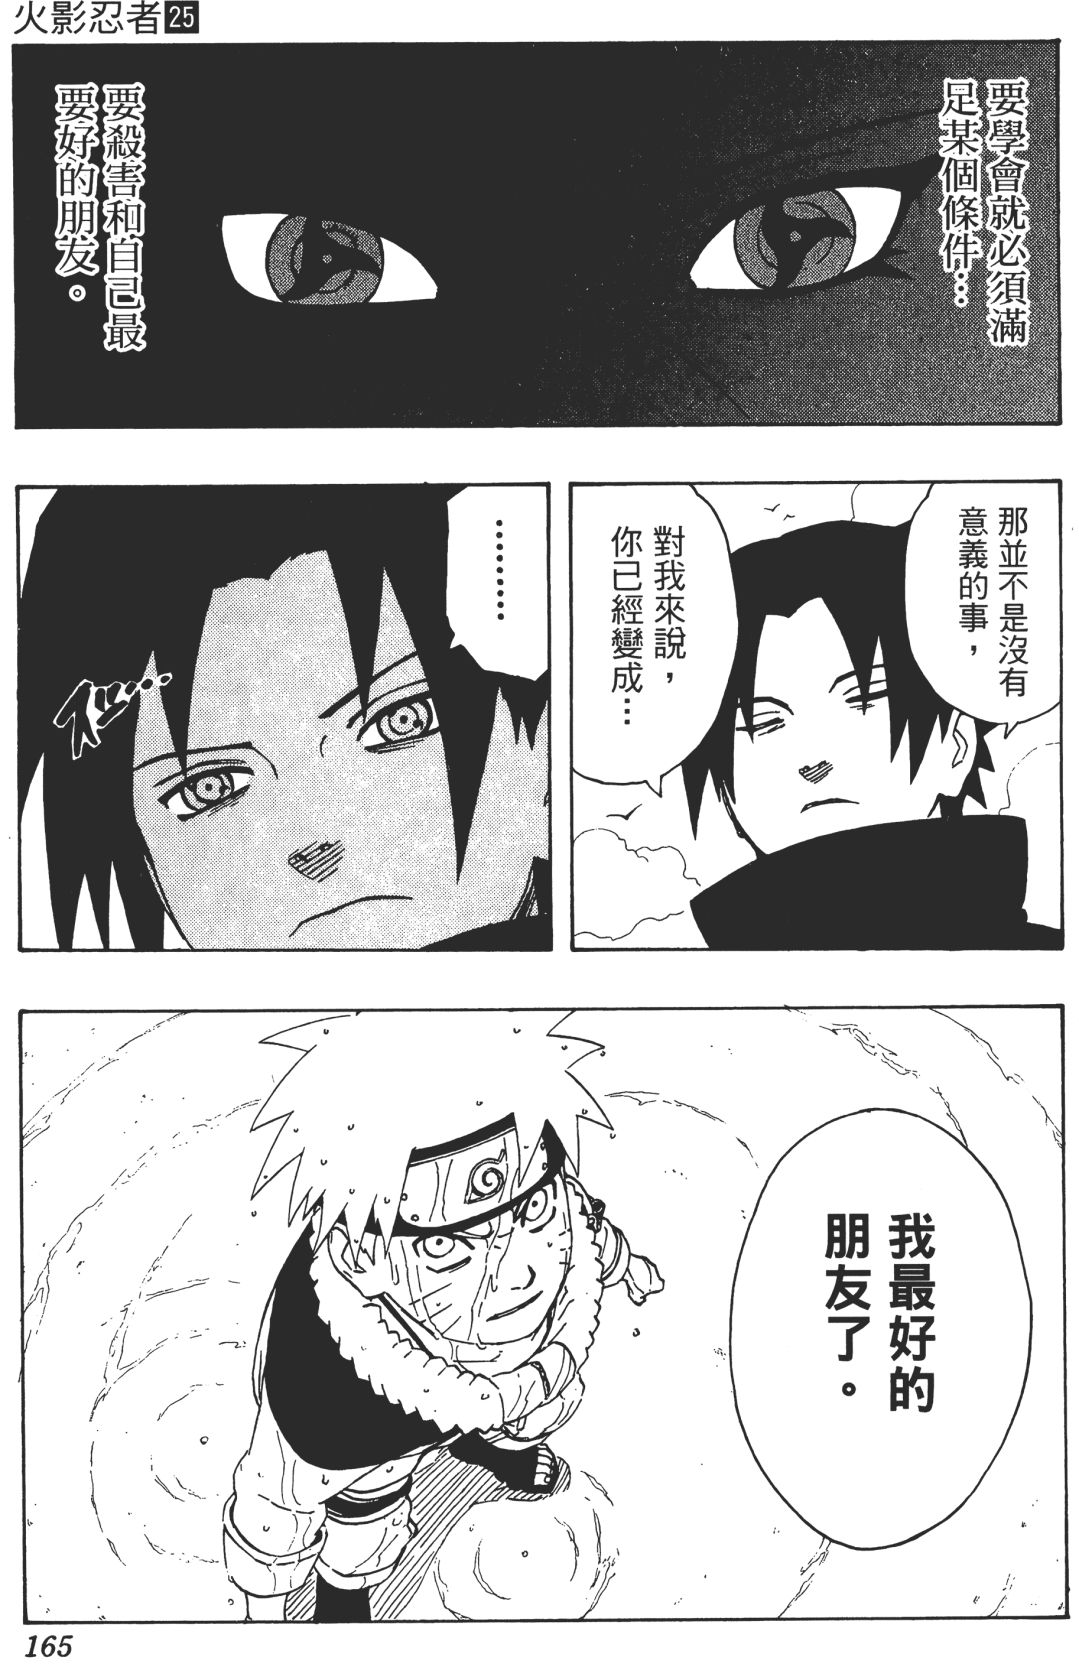 火影忍者25
要學會就必須滿
足某個條件…
要殺害和自己最
要好的朋友。
那並不是沒有
意義的事，
對我來說，
你已經變成…
………
我最好的
朋友了。
165